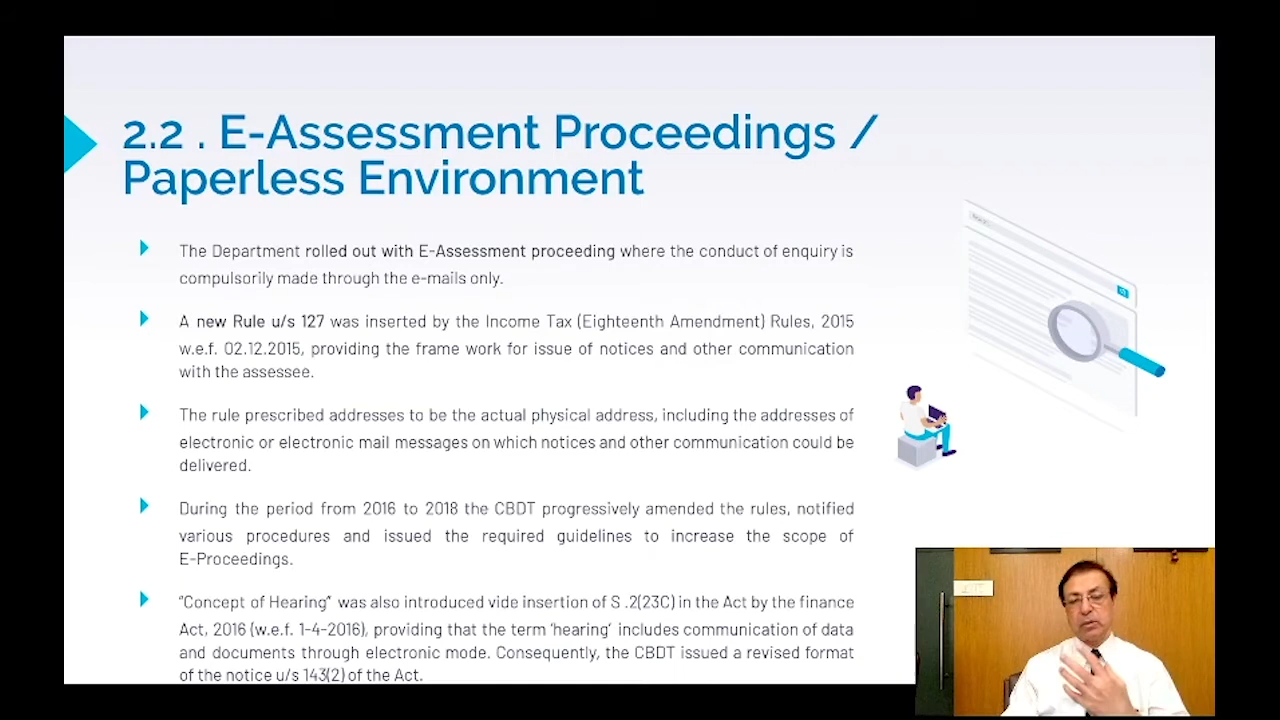 2.2 . E-Assessment Proceedings /
Paperless Environment
The Department rolled out with E-Assessment proceeding where the conduct of enquiry is
compulsorily made through the e-mails only.
A new Rule u/s 127 was inserted by the Income Tax (Eighteenth Amendment) Rules, 2015
w.e.f. 02.12.2015, providing the frame work for issue of notices and other communication
with the assessee.
The rule prescribed addresses to be the actual physical address, including the addresses of
electronic or electronic mail messages on which notices and other communication could be
delivered.
During the period from 2016 to 2018 the CBDT progressively amended the rules, notified
various procedures and issued the required guidelines to increase the scope of
E-Proceedings.
"Concept of Hearing" was also introduced vide insertion of S .2(23C) in the Act by the finance
Act, 2016 (w.e.f. 1-4-2016), providing that the term 'hearing' includes communication of data
and documents through electronic mode. Consequently, the CBDT issued a revised format
of the notice u/s 143(2) of the Act.